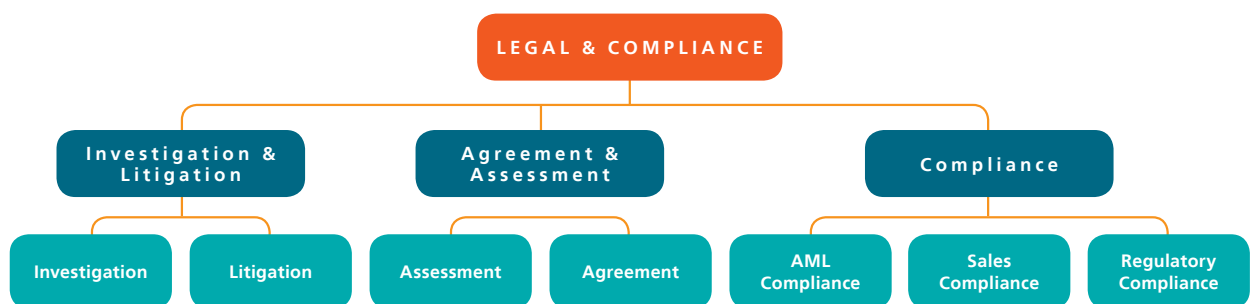 LEGAL & COMPLIANCE
Investigation &
Litigation
Agreement &
Assessment
Compliance
Investigation
Litigation
Assessment
Agreement
AML
Compliance
Sales
Compliance
Regulatory
Compliance